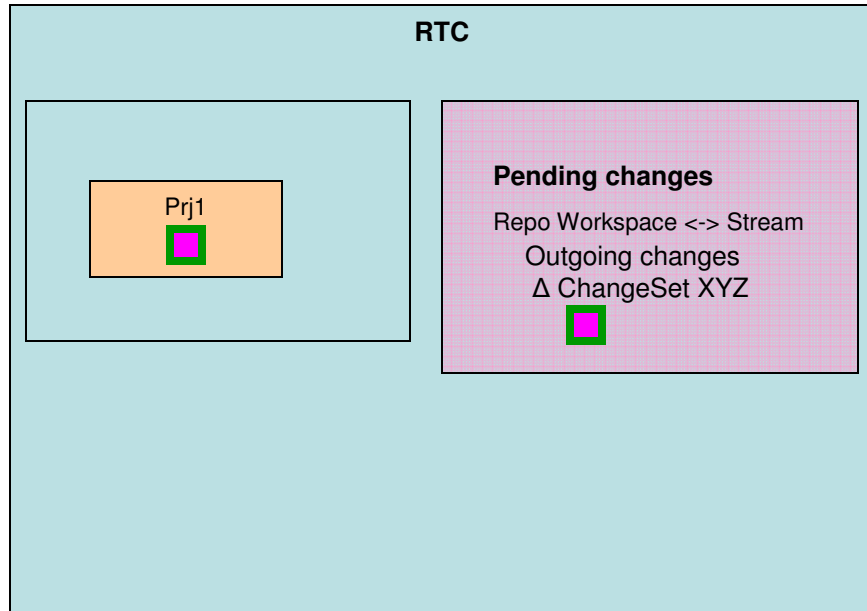 RTC
Prj1
Pending changes
Repo Workspace <-> Stream
Outgoing changes
Δ ChangeSet XYZ